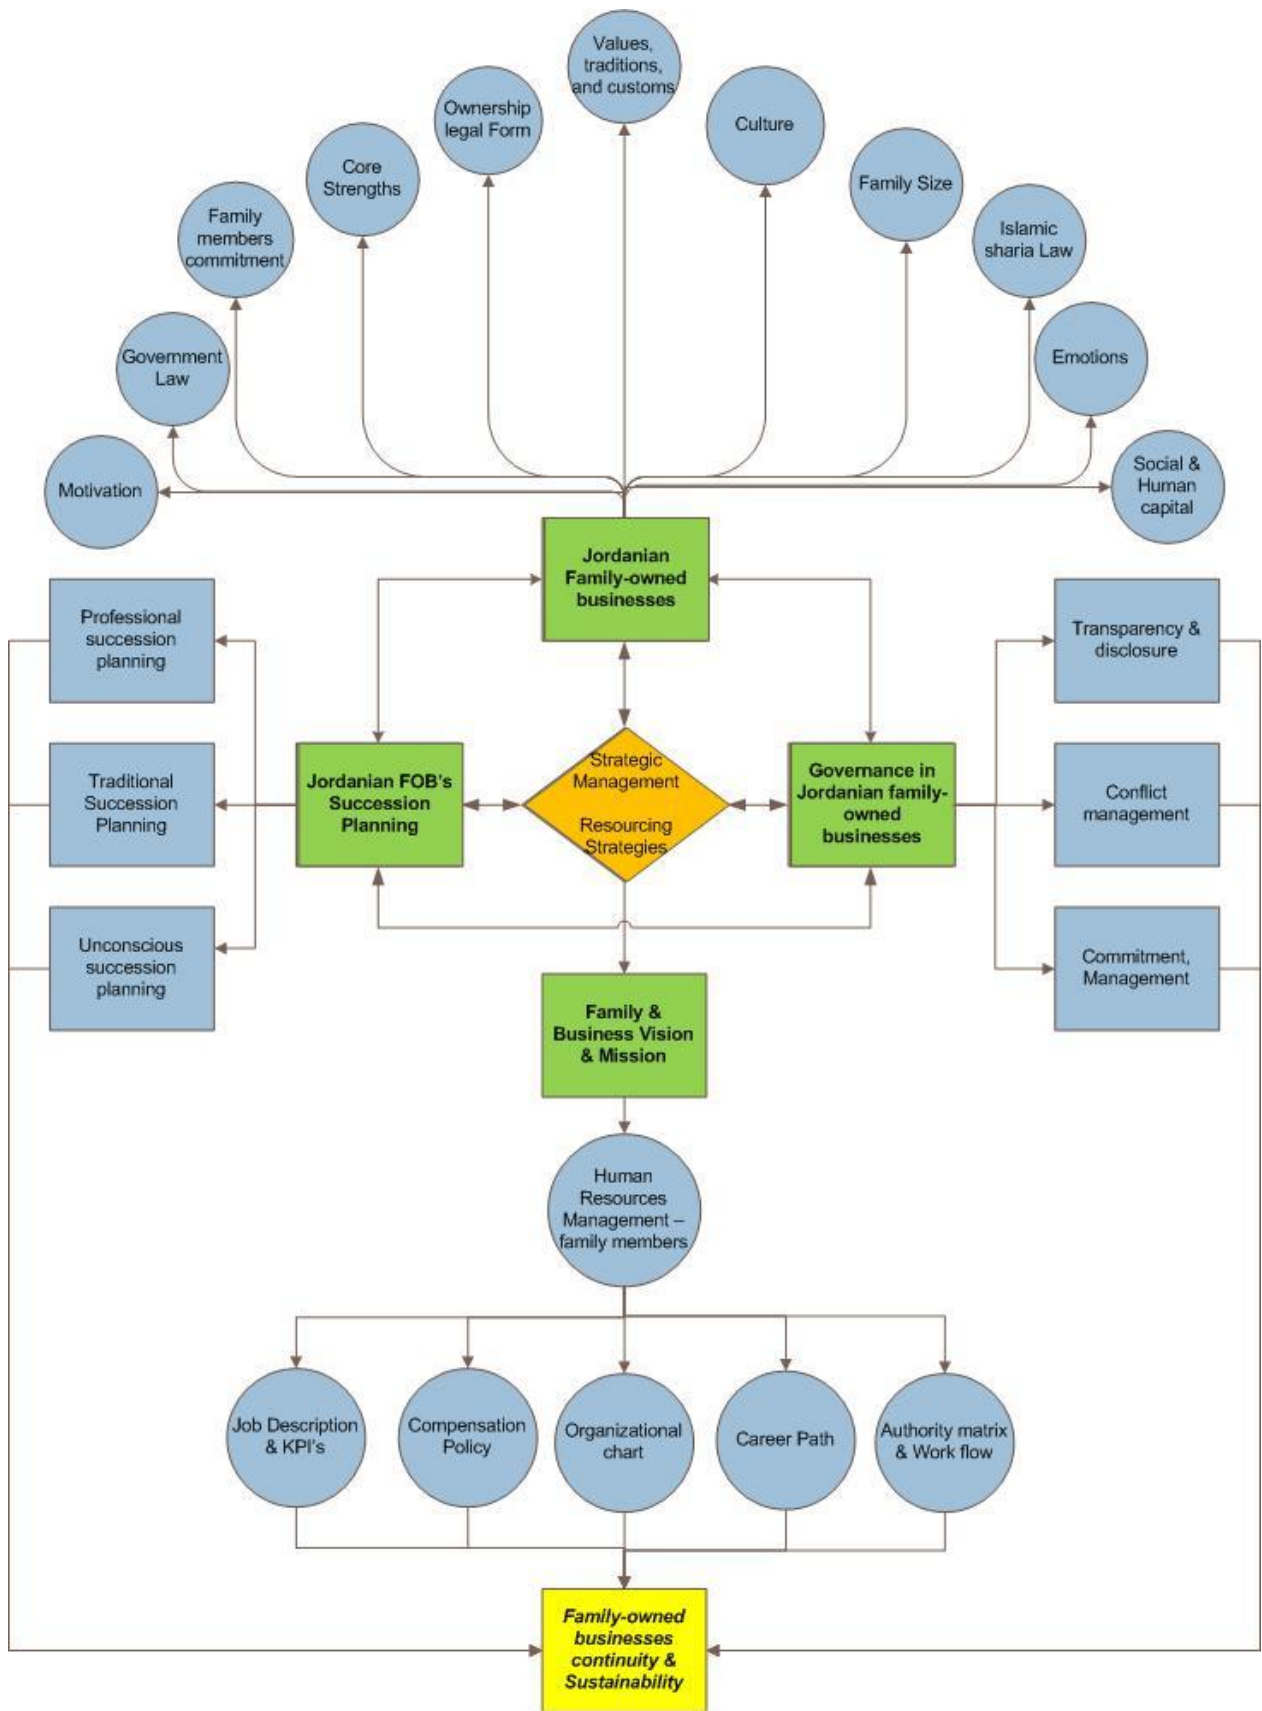 Values,
traditions,
and customs
Ownership
legal Form
Culture
Core
Strengths
Family Size
Family
members
commitment
Islamic
sharia Law
Government
Law
Emotions
Motivation
Social &
Human
capital
Jordanian
Family-owned
businesses
Professional
succession
planning
Transparency &
disclosure
Traditional
Succession
Planning
Jordanian FOB's
Succession
Planning
Strategic
Management
Resourcing
Strategies
Governance in
Jordanian family-
owned
businesses
Conflict
management
Unconscious
succession
planning
Commitment,
Management
Family &
Business Vision
& Mission
Human
Resources
Management –
family members
Job Description
& KPI's
Compensation
Policy
Organizational
chart
Career Path
Authority matrix
& Work flow
Family-owned
businesses
continuity &
Sustainability